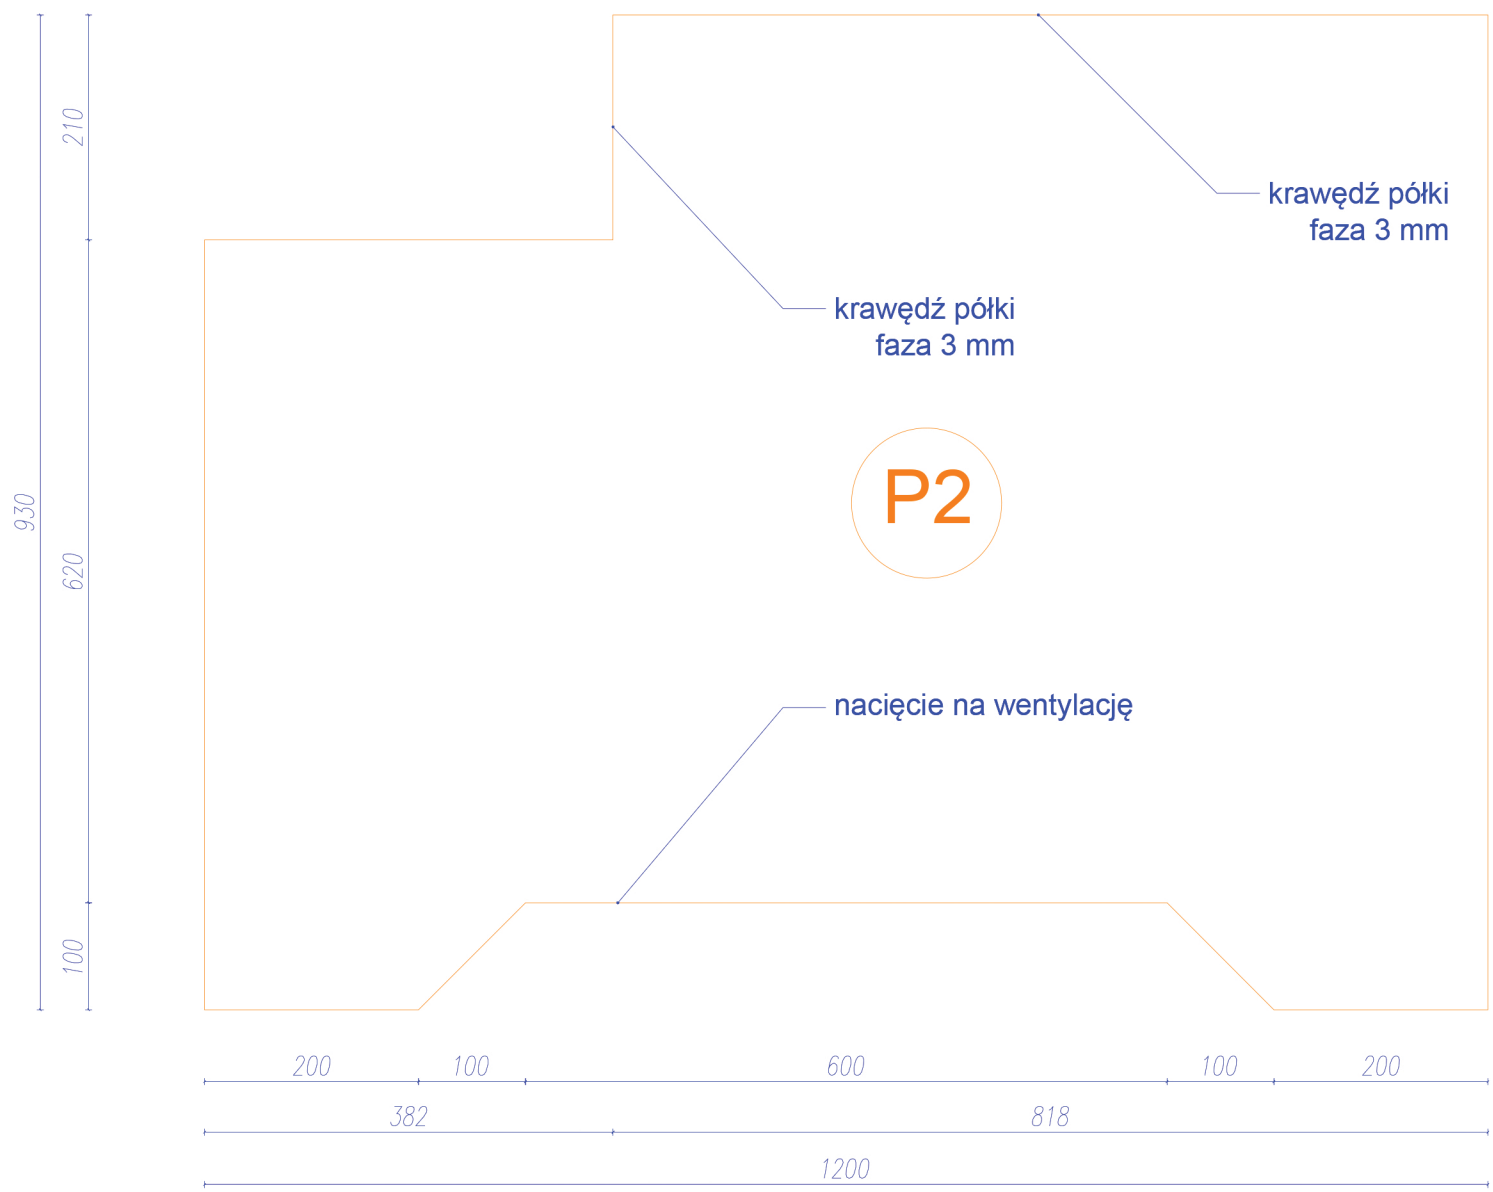 210
krawędź półki
faza 3 mm
krawędź półki
faza 3 mm
930
P2
620
nacięcie na wentylację
100
200 100 600 100 200
382 818
1200